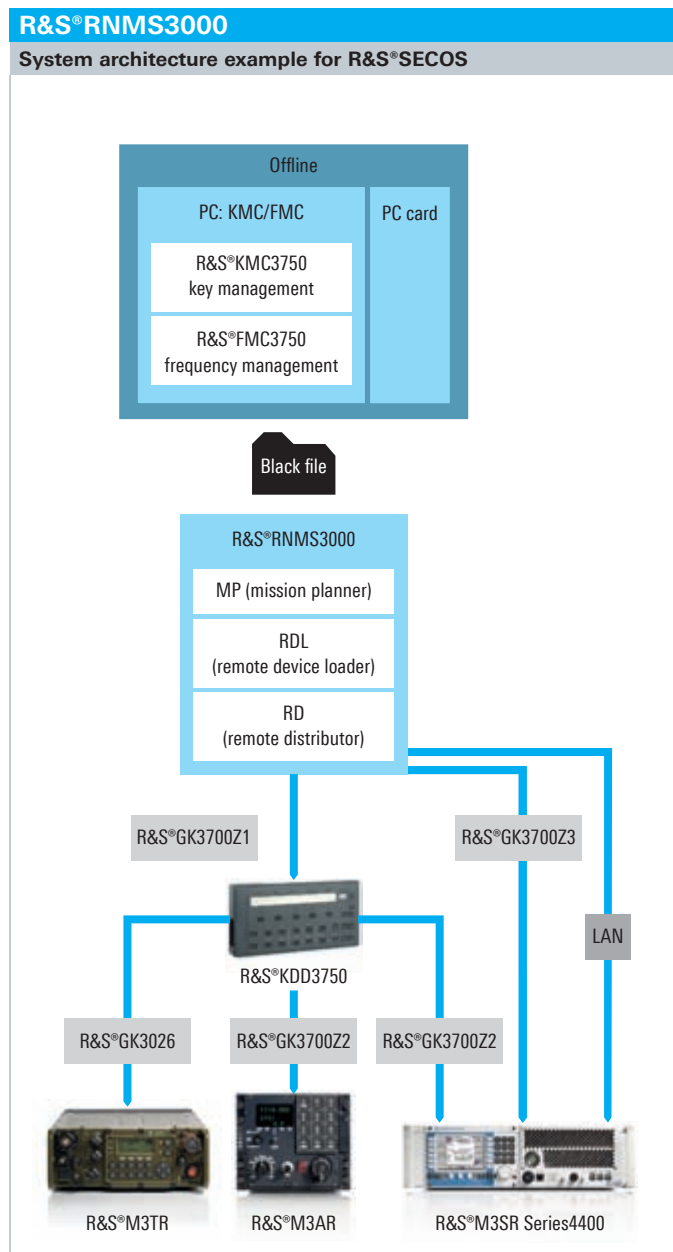 R&S®RNMS3000
System architecture example for R&S®SECOS
Offline
PC: KMC/FMC
PC card
R&S®KMC3750
key management
R&S®FMC3750
frequency management
Black file
R&S®RNMS3000
MP (mission planner)
RDL
(remote device loader)
RD
(remote distributor)
R&S®GK3700Z1
R&S®GK3700Z3
LAN
R&S®KDD3750
R&S®GK3026
R&S®GK3700Z2
R&S®GK3700Z2
R&S®M3TR
R&S®M3AR
R&S®M3SR Series4400